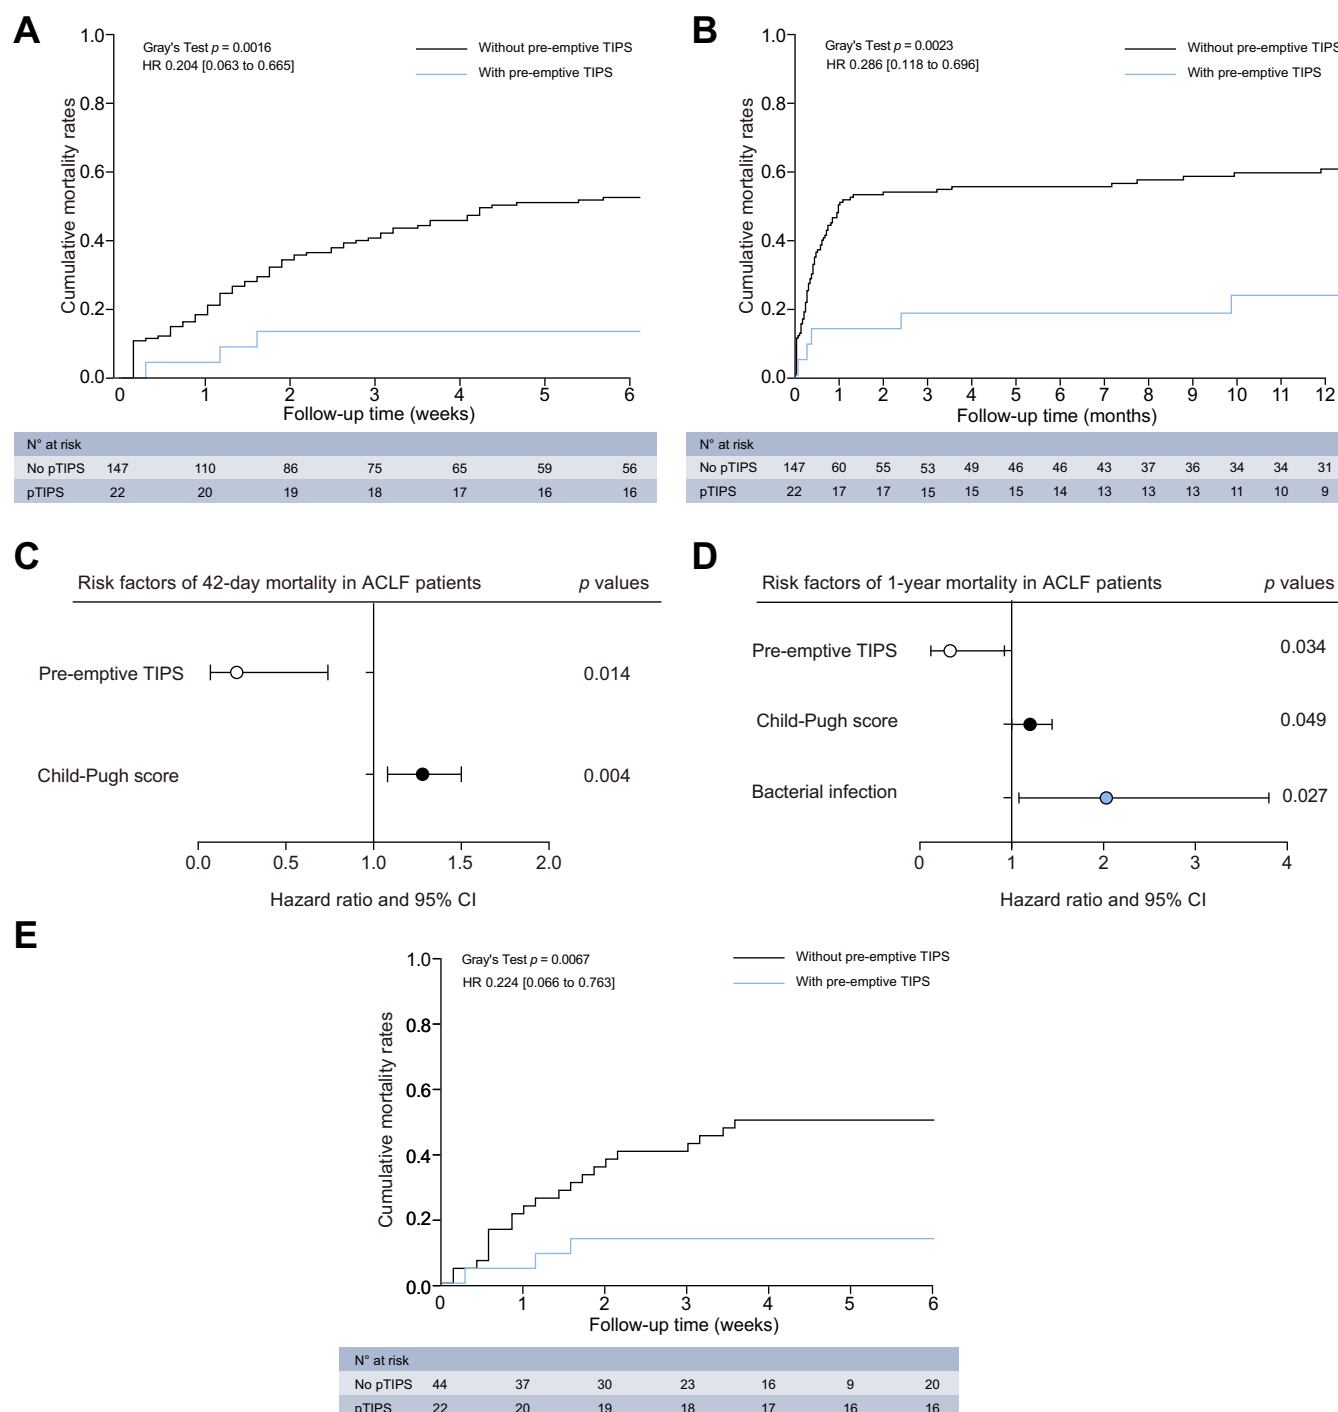 A
Gray's Test p = 0.0016
HR 0.204 [0.063 to 0.665]
Without pre-emptive TIPS
With pre-emptive TIPS
Cumulative mortality rates
1.0
0.8
0.6
0.4
0.2
0.0
0 1 2 3 4 5 6
Follow-up time (weeks)
N° at risk
No pTIPS 147 110 86 75 65 59 56
pTIPS 22 20 19 18 17 16 16
B
Gray's Test p = 0.0023
HR 0.286 [0.118 to 0.696]
Without pre-emptive TIPS
With pre-emptive TIPS
Cumulative mortality rates
1.0
0.8
0.6
0.4
0.2
0.0
0 1 2 3 4 5 6 7 8 9 10 11 12
Follow-up time (months)
N° at risk
No pTIPS 147 60 55 53 49 46 46 43 37 36 34 34 31
pTIPS 22 17 17 15 15 15 14 13 13 13 11 10 9
C
Risk factors of 42-day mortality in ACLF patients p values
Pre-emptive TIPS 0.014
Child-Pugh score 0.004
0.0 0.5 1.0 1.5 2.0
Hazard ratio and 95% CI
D
Risk factors of 1-year mortality in ACLF patients p values
Pre-emptive TIPS 0.034
Child-Pugh score 0.049
Bacterial infection 0.027
0 1 2 3 4
Hazard ratio and 95% CI
E
Gray's Test p = 0.0067
HR 0.224 [0.066 to 0.763]
Without pre-emptive TIPS
With pre-emptive TIPS
Cumulative mortality rates
1.0
0.8
0.6
0.4
0.2
0.0
0 1 2 3 4 5 6
Follow-up time (weeks)
N° at risk
No pTIPS 44 37 30 23 16 9 20
pTIPS 22 20 19 18 17 16 16